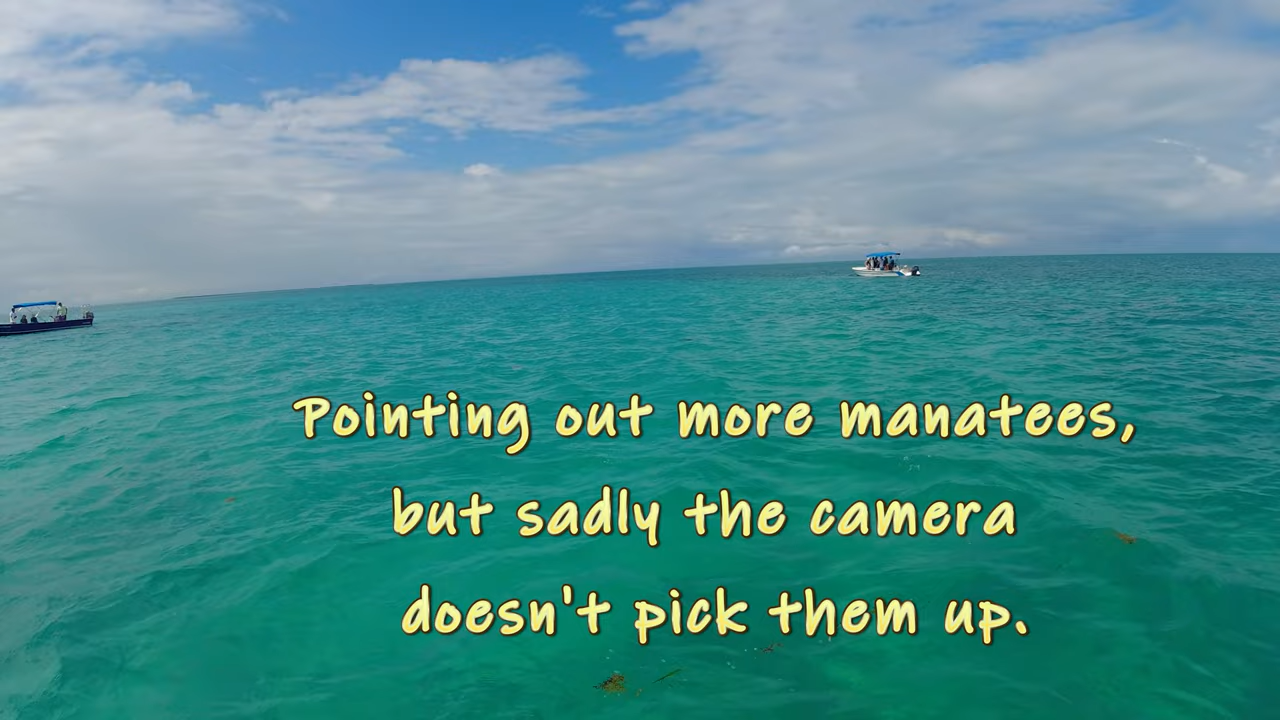 Pointing out more manatees,
but sadly the camera
doesn't pick them up.